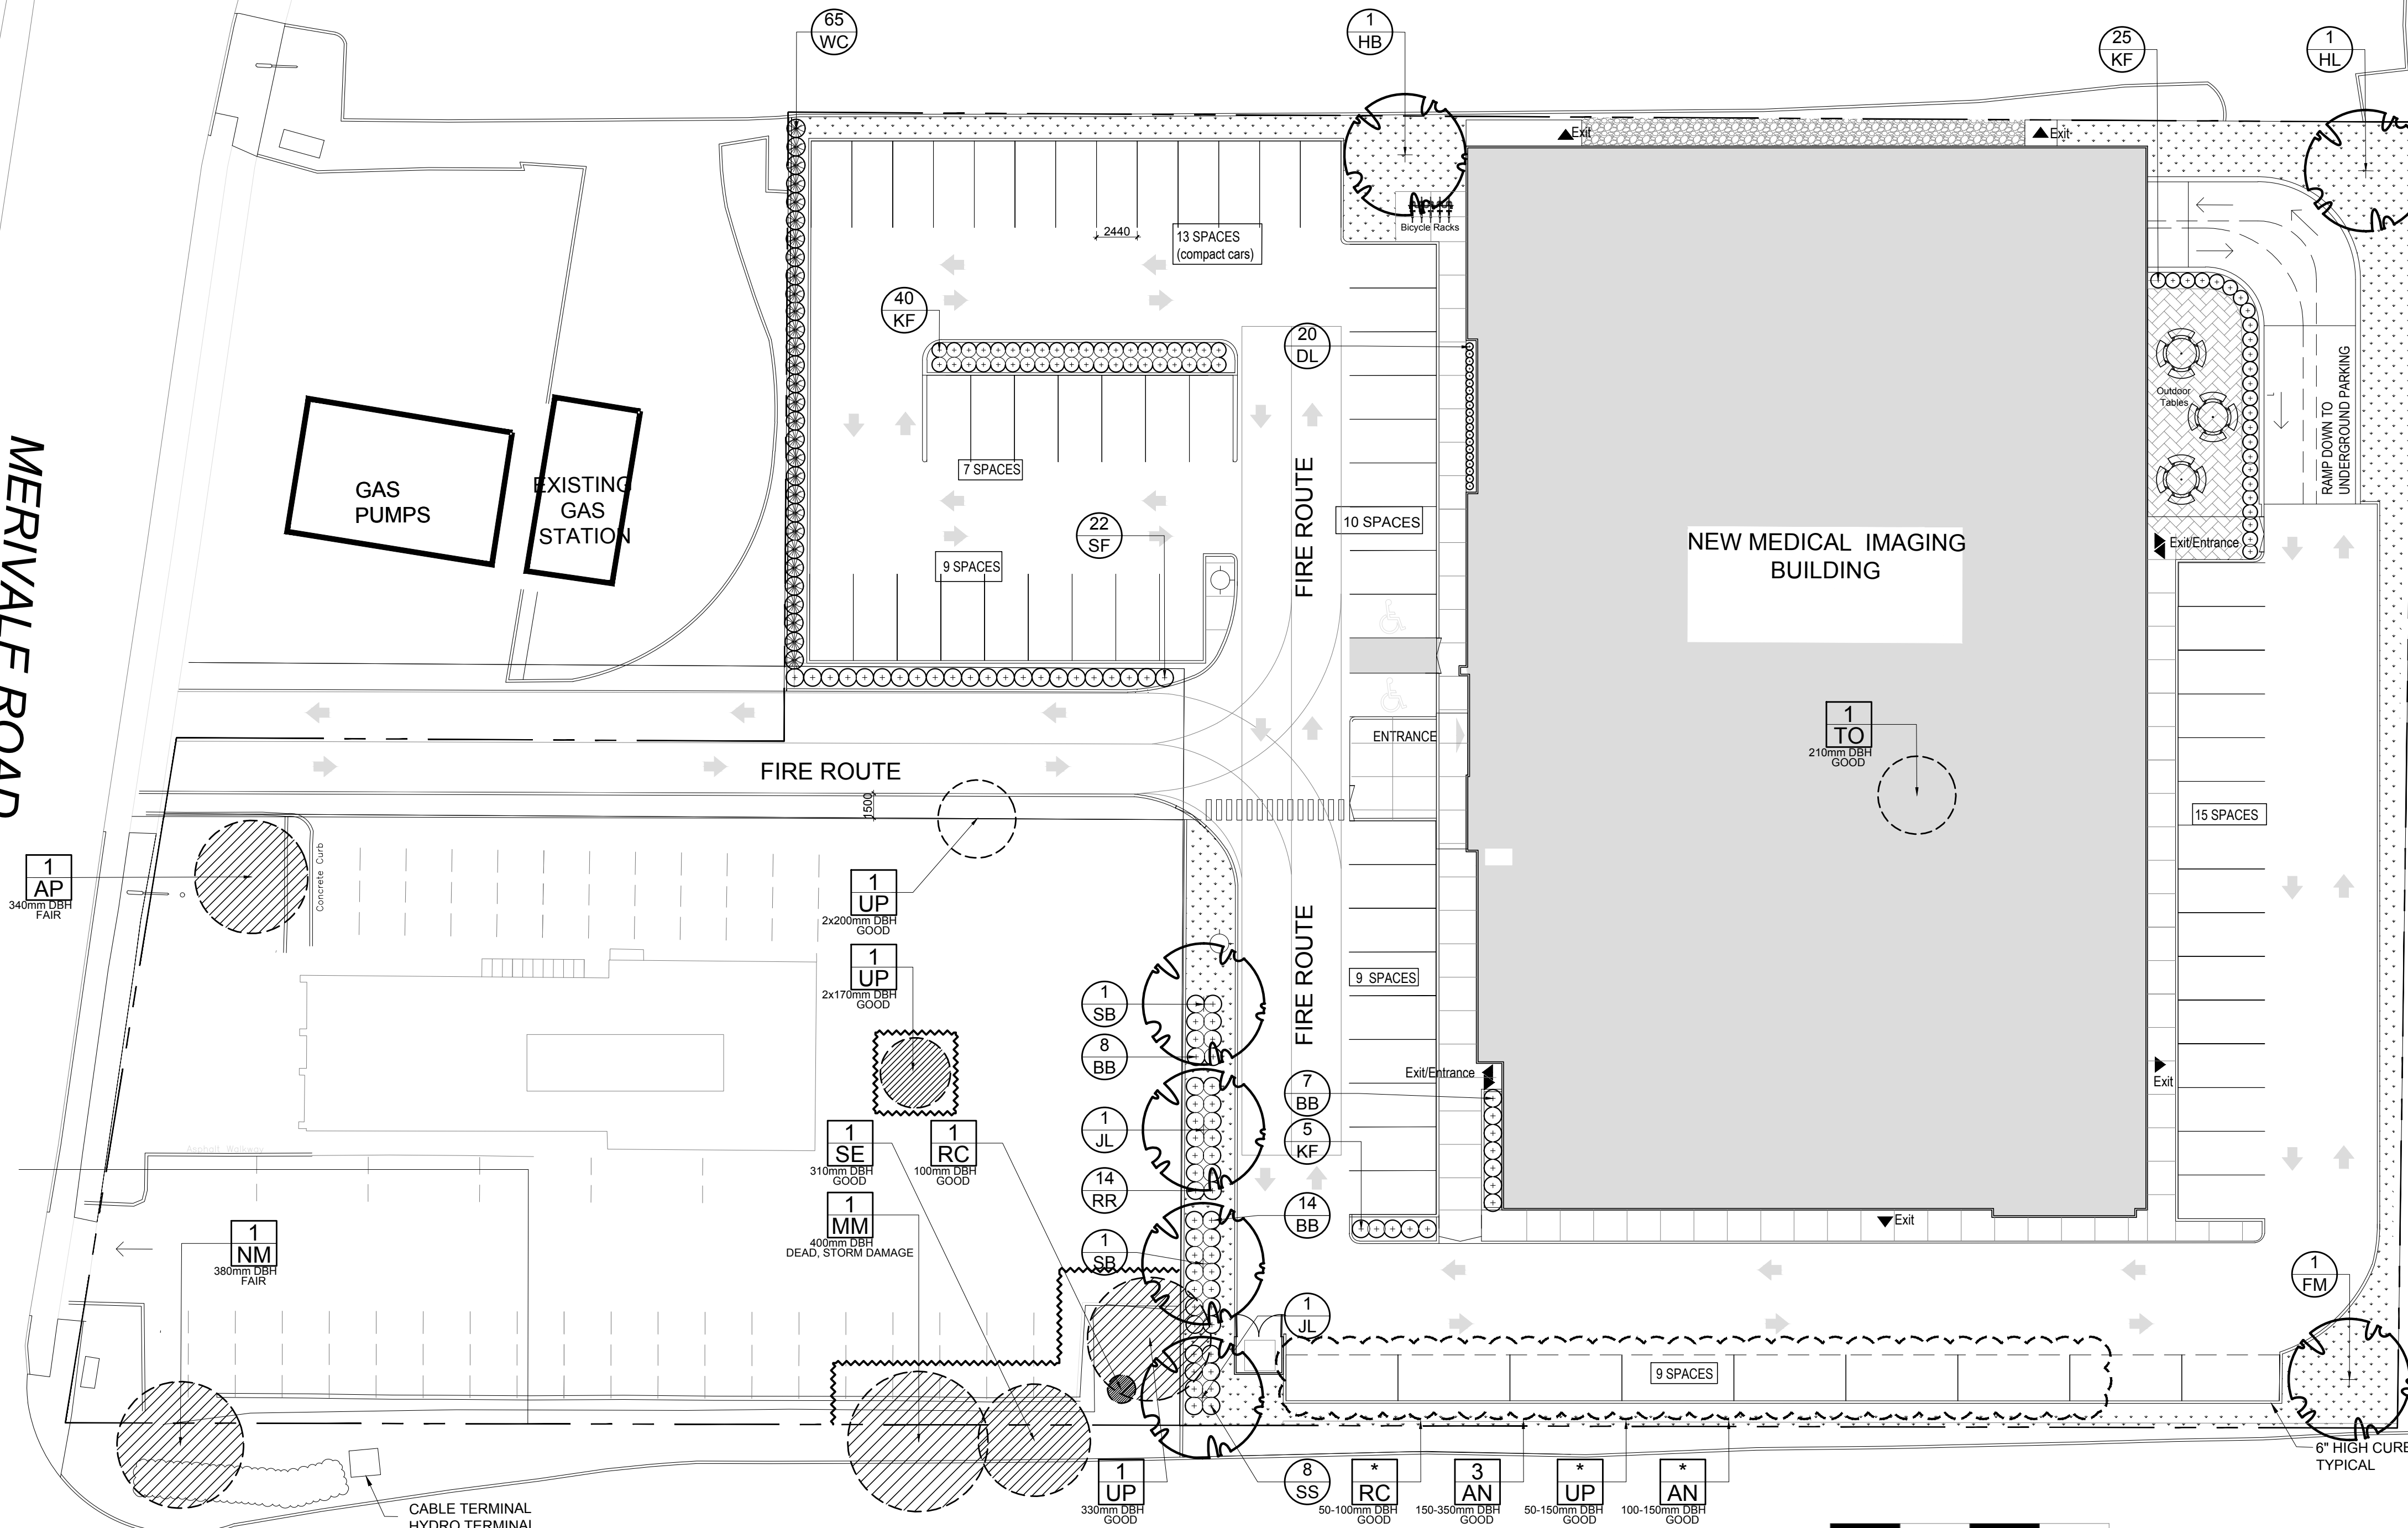 65
WC
1
HB
25
KF
1
HL
Exit
Exit
Bicycle Racks
2440
13 SPACES
(compact cars)
40
KF
20
DL
Outdoor
Tables
RAMP DOWN TO
UNDERGROUND PARKING
MERIVALE ROAD
GAS
PUMPS
EXISTING
GAS
STATION
7 SPACES
FIRE ROUTE
10 SPACES
22
SF
9 SPACES
NEW MEDICAL IMAGING
BUILDING
Exit/Entrance
1
TO
210mm DBH
GOOD
ENTRANCE
FIRE ROUTE
1500
15 SPACES
1
AP
340mm DBH
FAIR
Concrete Curb
1
UP
2x200mm DBH
GOOD
1
UP
2x170mm DBH
GOOD
FIRE ROUTE
9 SPACES
1
SB
8
BB
Exit/Entrance
7
BB
Exit
1
JL
5
KF
Asphalt Walkway
1
SE
310mm DBH
GOOD
1
RC
100mm DBH
GOOD
14
RR
14
BB
Exit
1
MM
400mm DBH
DEAD, STORM DAMAGE
1
NM
380mm DBH
FAIR
1
SB
1
FM
1
JL
9 SPACES
6" HIGH CURB
TYPICAL
1
UP
330mm DBH
GOOD
8
SS
*
RC
50-100mm DBH
GOOD
3
AN
150-350mm DBH
GOOD
*
UP
50-150mm DBH
GOOD
*
AN
100-150mm DBH
GOOD
CABLE TERMINAL
HYDRO TERMINAL